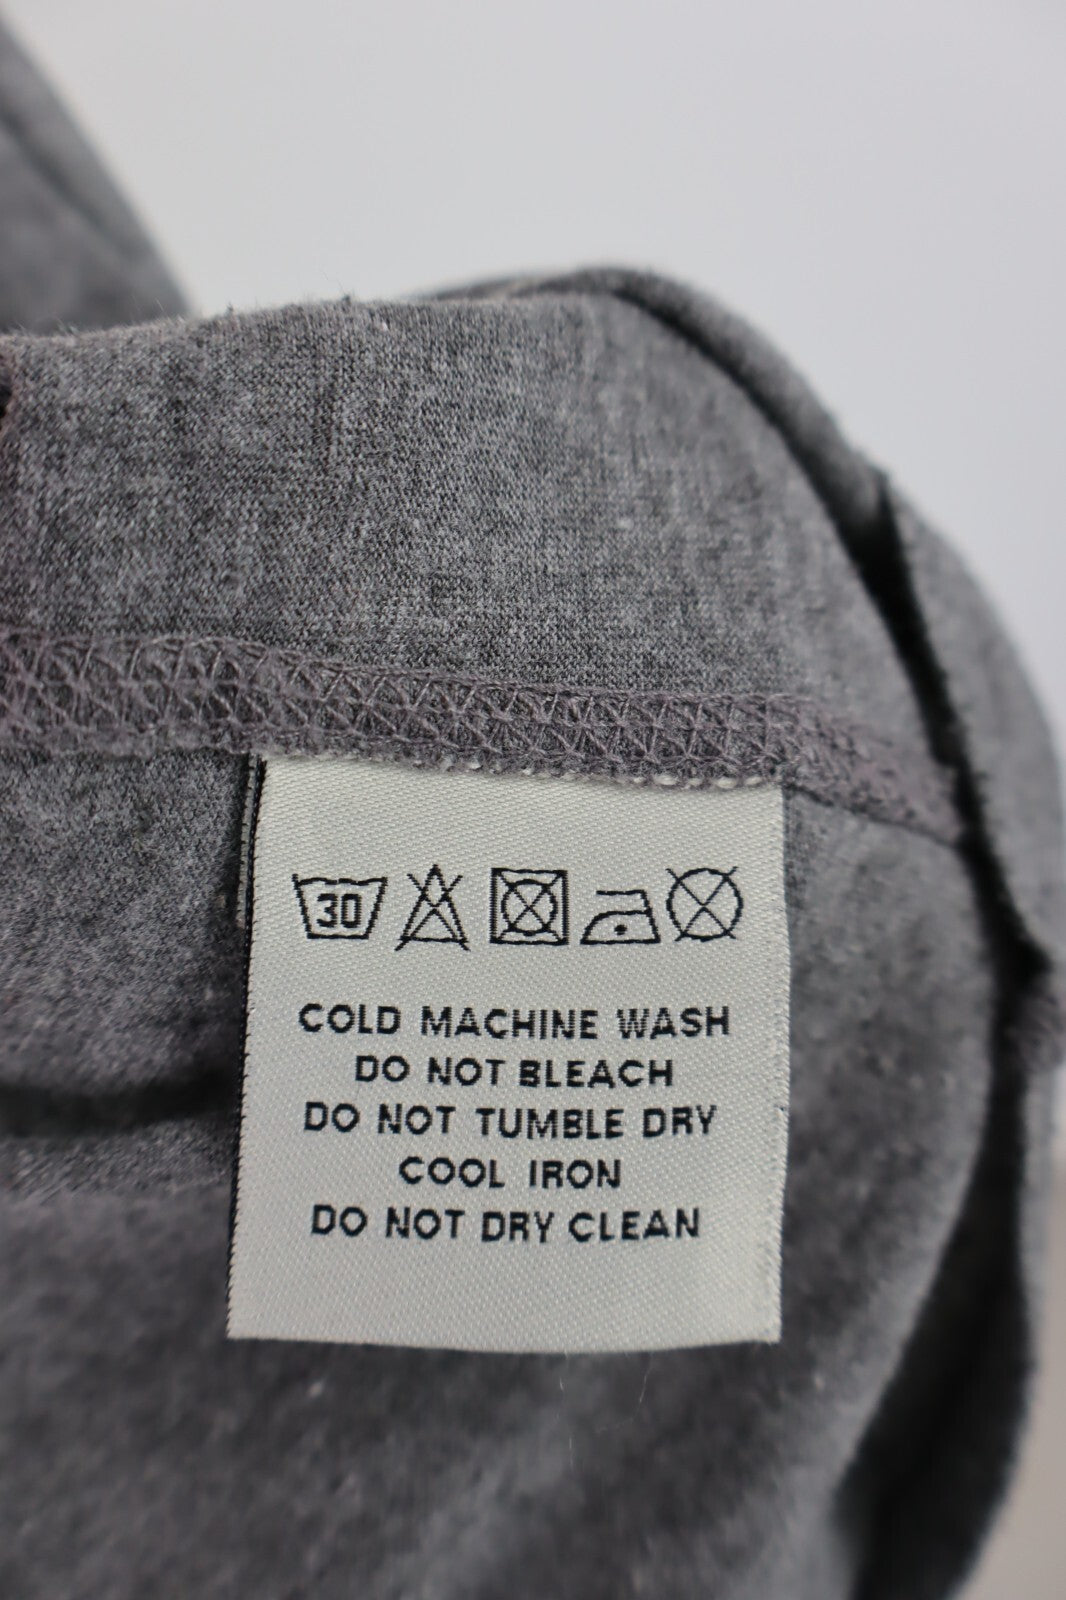 30
COLD MACHINE WASH
DO NOT BLEACH
DO NOT TUMBLE DRY
COOL IRON
DO NOT DRY CLEAN